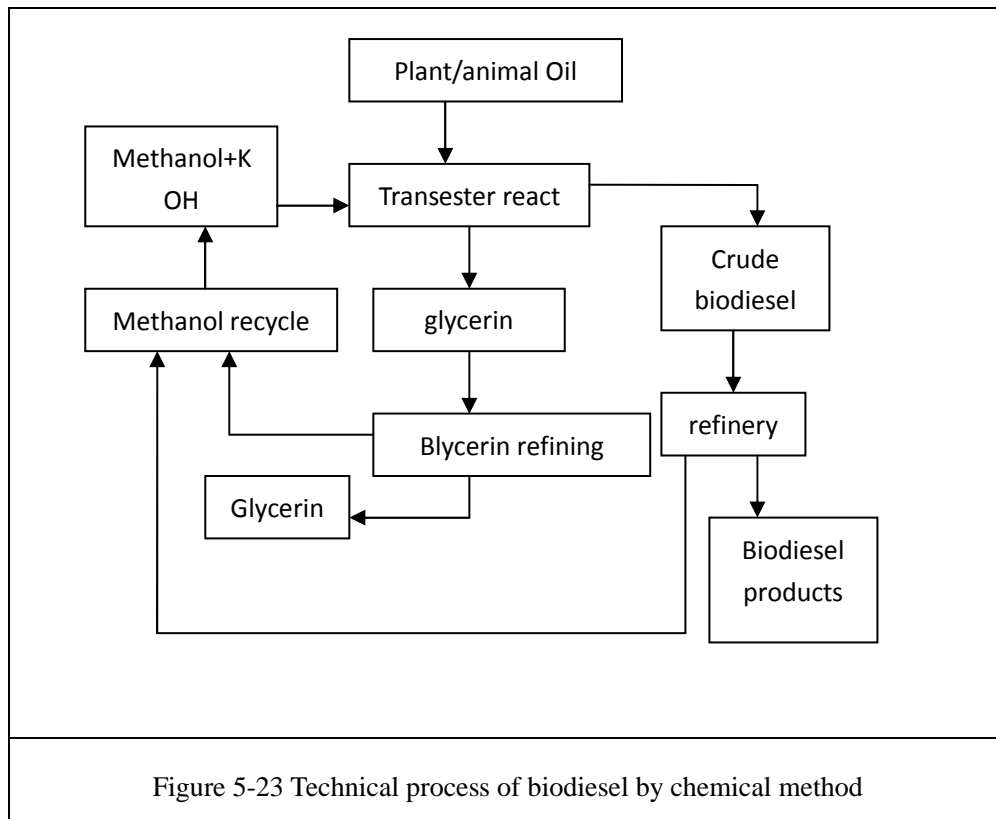 Plant/animal Oil
Methanol+K
OH
Transester react
Crude
biodiesel
Methanol recycle
glycerin
refinery
Blycerin refining
Glycerin
Biodiesel
products
Figure 5-23 Technical process of biodiesel by chemical method